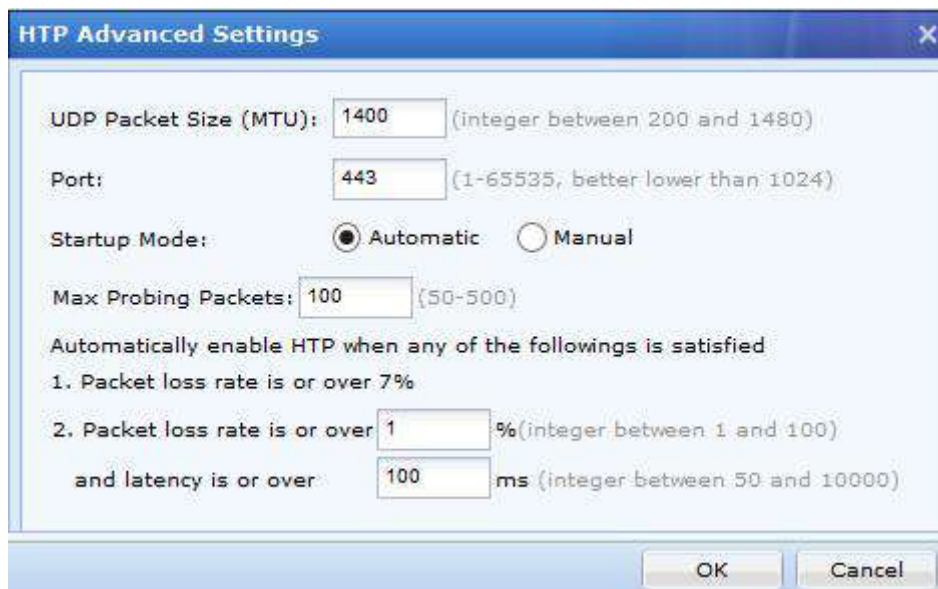 HTP Advanced Settings
UDP Packet Size (MTU): 1400 (integer between 200 and 1480)
Port: 443 (1-65535, better lower than 1024)
Startup Mode: Automatic Manual
Max Probing Packets: 100 (50-500)
Automatically enable HTP when any of the followings is satisfied
1. Packet loss rate is or over 7%
2. Packet loss rate is or over 1 %(integer between 1 and 100)
and latency is or over 100 ms (integer between 50 and 10000)
OK Cancel